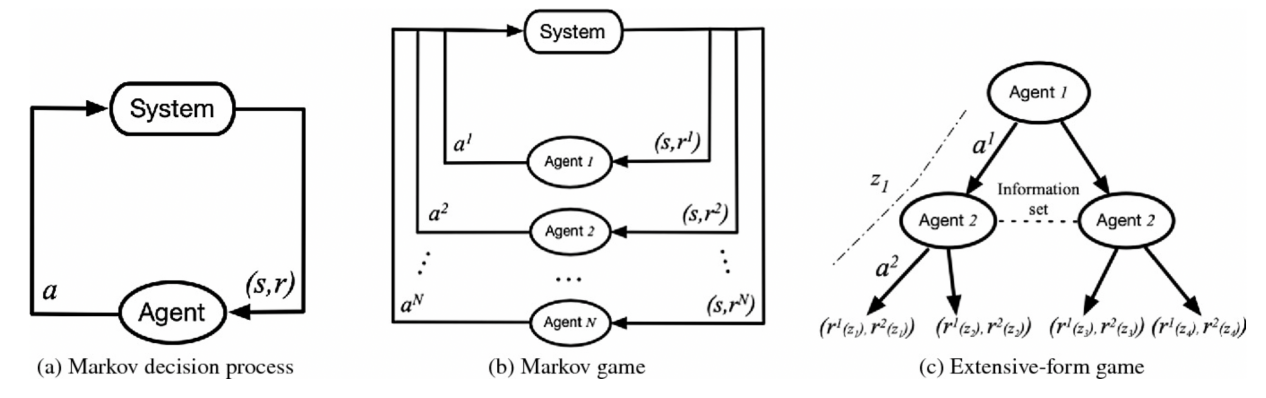 System
a
(s,r)
Agent
(a) Markov decision process
System
a¹
Agent 1
(s,r¹)
a²
Agent 2
(s,r²)
...
aᴺ
Agent N
(s,rᴺ)
(b) Markov game
Agent 1
a¹
z₁
Information
set
Agent 2
Agent 2
a²
(r¹(z₁), r²(z₁)) (r¹(z₂), r²(z₂)) (r¹(z₃), r²(z₃)) (r¹(z₄), r²(z₄))
(c) Extensive-form game